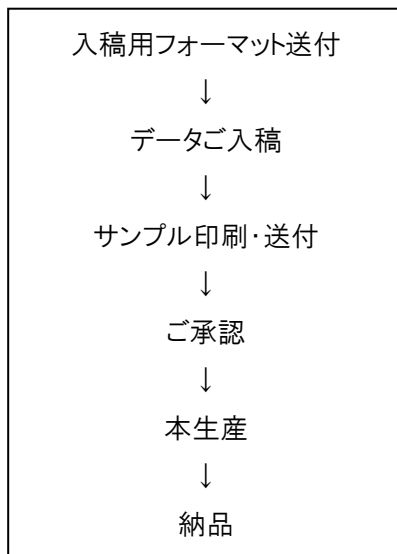 入稿用フォーマット送付
↓
データご入稿
↓
サンプル印刷・送付
↓
ご承認
↓
本生産
↓
納品